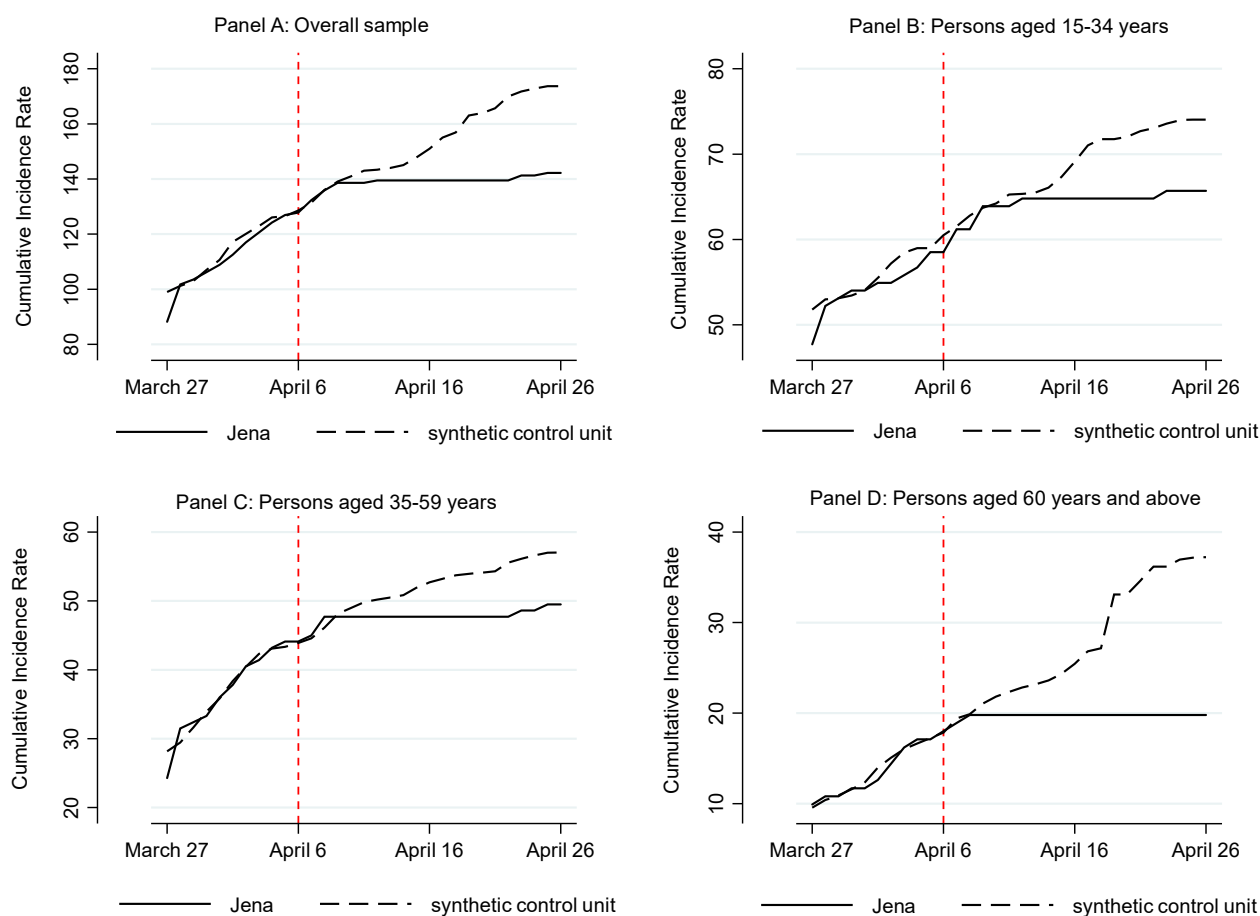 Panel A: Overall sample
Cumulative Incidence Rate
180
160
140
120
100
80
March 27 April 6 April 16 April 26
Jena synthetic control unit
Panel B: Persons aged 15-34 years
Cumulative Incidence Rate
80
70
60
50
March 27 April 6 April 16 April 26
Jena synthetic control unit
Panel C: Persons aged 35-59 years
Cumulative Incidence Rate
60
50
40
30
20
March 27 April 6 April 16 April 26
Jena synthetic control unit
Panel D: Persons aged 60 years and above
Cumultative Incidence Rate
40
30
20
10
March 27 April 6 April 16 April 26
Jena synthetic control unit